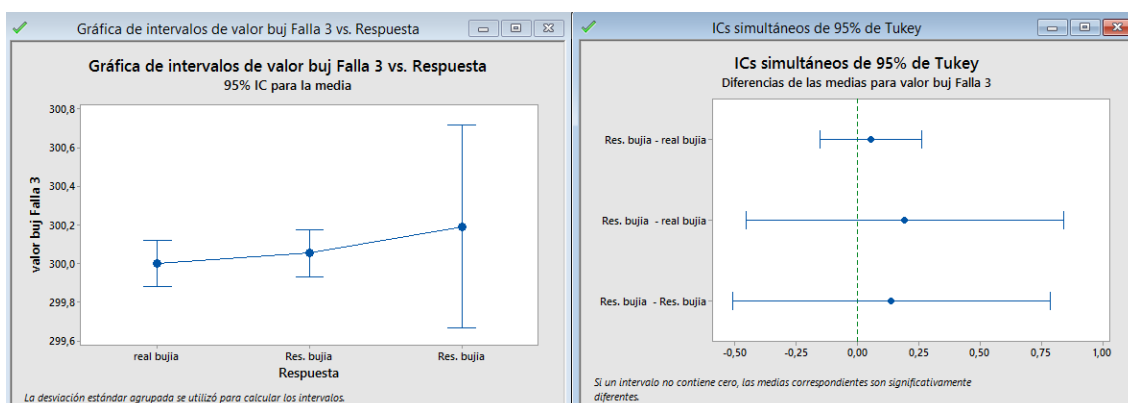 Gráfica de intervalos de valor buj Falla 3 vs. Respuesta
Gráfica de intervalos de valor buj Falla 3 vs. Respuesta
95% IC para la media
300,8
300,6
300,4
300,2
300,0
299,8
299,6
valor buj Falla 3
real bujia
Res. bujia
Res. bujia
Respuesta
La desviación estándar agrupada se utilizó para calcular los intervalos.
ICs simultáneos de 95% de Tukey
ICs simultáneos de 95% de Tukey
Diferencias de las medias para valor buj Falla 3
Res. bujia - real bujia
Res. bujia - real bujia
Res. bujia - Res. bujia
-0,50
-0,25
0,00
0,25
0,50
0,75
1,00
Si un intervalo no contiene cero, las medias correspondientes son significativamente
diferentes.